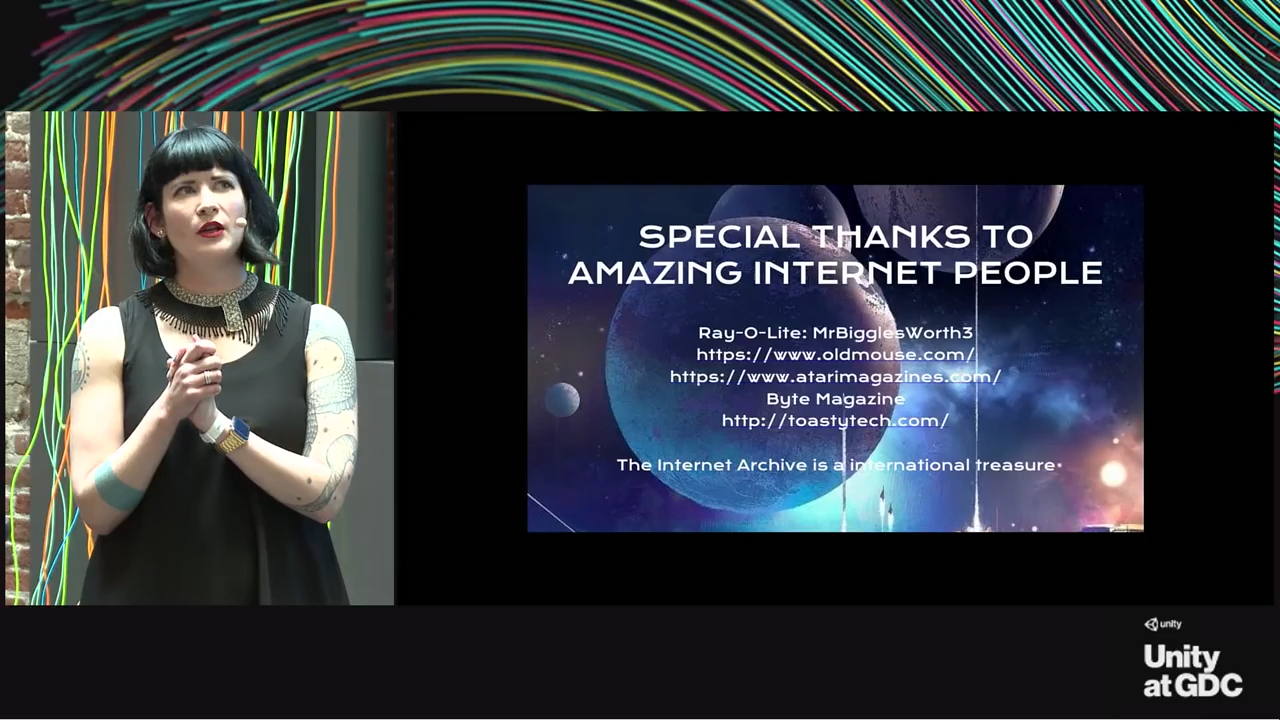 SPECIAL THANKS TO
AMAZING INTERNET PEOPLE
Ray-O-Lite: MrBigglesWorth3
https://www.oldmouse.com/
https://www.atarimagazines.com/
Byte Magazine
http://toastytech.com/
The Internet Archive is a international treasure
unity
Unity
at GDC